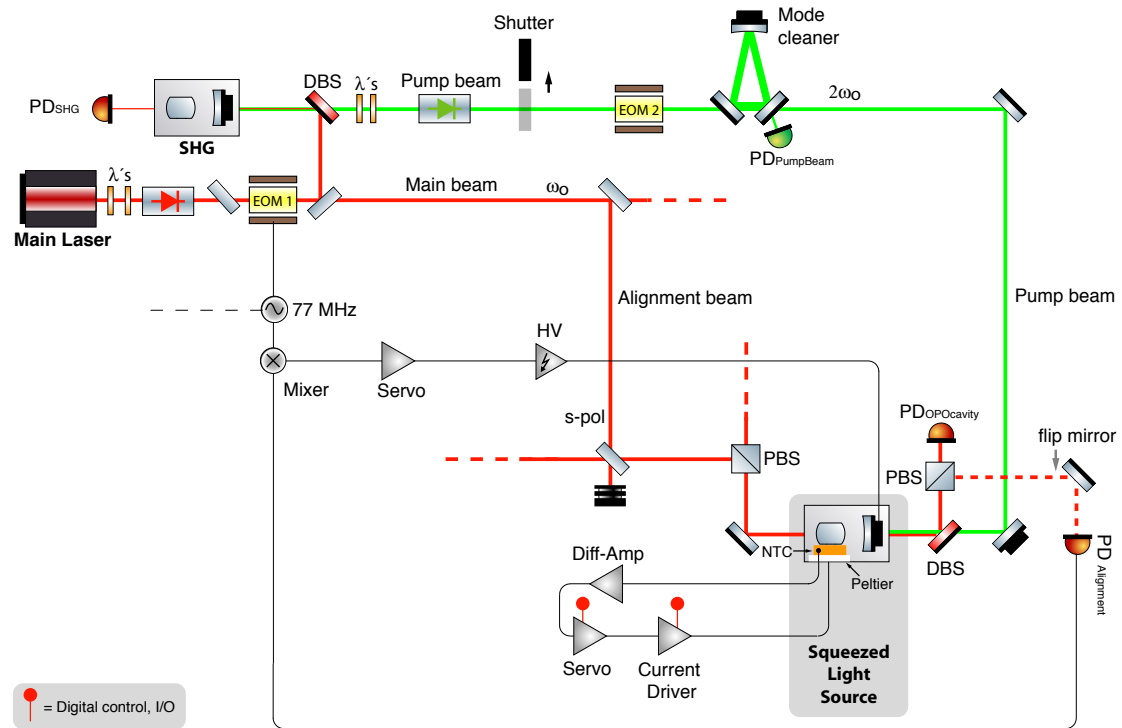 Shutter
Mode
cleaner
DBS
λ´s
Pump beam
PDSHG
EOM 2
2ωo
SHG
PDPumpBeam
λ´s
Main beam
ωo
EOM 1
Main Laser
Alignment beam
Pump beam
77 MHz
HV
Mixer
Servo
s-pol
PDOPOcavity
flip mirror
PBS
PBS
NTC
Peltier
DBS
PD Alignment
Diff-Amp
Servo
Current
Driver
Squeezed
Light
Source
= Digital control, I/O